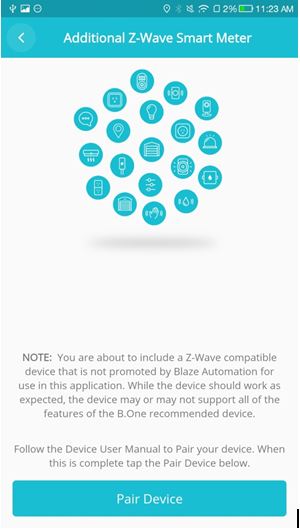 2% 11:23 AM
Additional Z-Wave Smart Meter
NOTE: You are about to include a Z-Wave compatible
device that is not promoted by Blaze Automation for
use in this application. While the device should work as
expected, the device may or may not support all of the
features of the B.One recommended device.
Follow the Device User Manual to Pair your device. When
this is complete tap the Pair Device below.
Pair Device